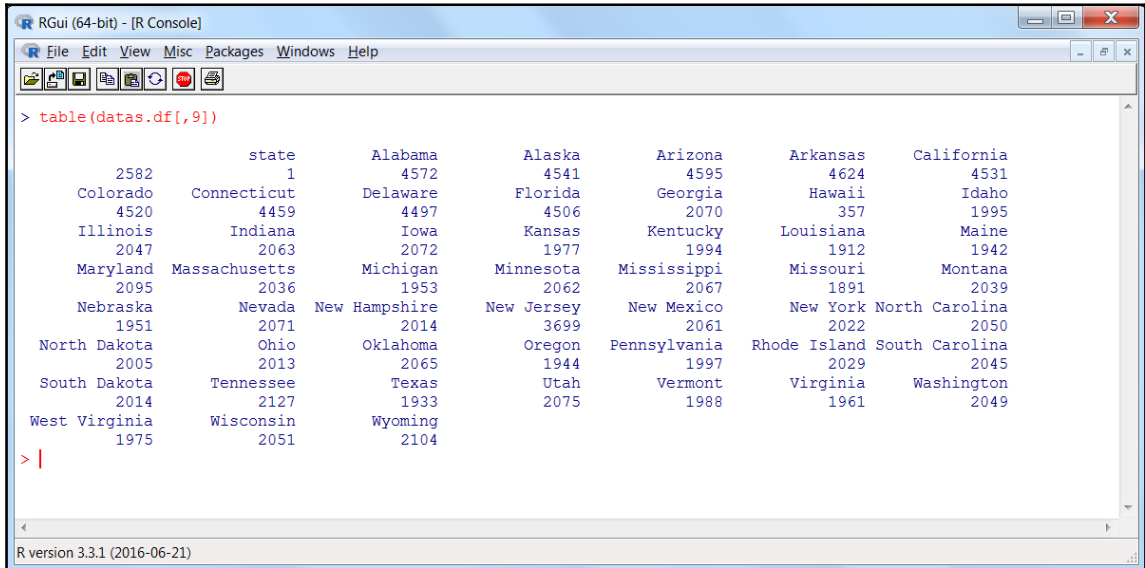 RGui (64-bit) - [R Console]
File Edit View Misc Packages Windows Help
STOP
> table(datas.df[,9])
state Alabama Alaska Arizona Arkansas California
2582 1 4572 4541 4595 4624 4531
Colorado Connecticut Delaware Florida Georgia Hawaii Idaho
4520 4459 4497 4506 2070 357 1995
Illinois Indiana Iowa Kansas Kentucky Louisiana Maine
2047 2063 2072 1977 1994 1912 1942
Maryland Massachusetts Michigan Minnesota Mississippi Missouri Montana
2095 2036 1953 2062 2067 1891 2039
Nebraska Nevada New Hampshire New Jersey New Mexico New York North Carolina
1951 2071 2014 3699 2061 2022 2050
North Dakota Ohio Oklahoma Oregon Pennsylvania Rhode Island South Carolina
2005 2013 2065 1944 1997 2029 2045
South Dakota Tennessee Texas Utah Vermont Virginia Washington
2014 2127 1933 2075 1988 1961 2049
West Virginia Wisconsin Wyoming
1975 2051 2104
>
R version 3.3.1 (2016-06-21)